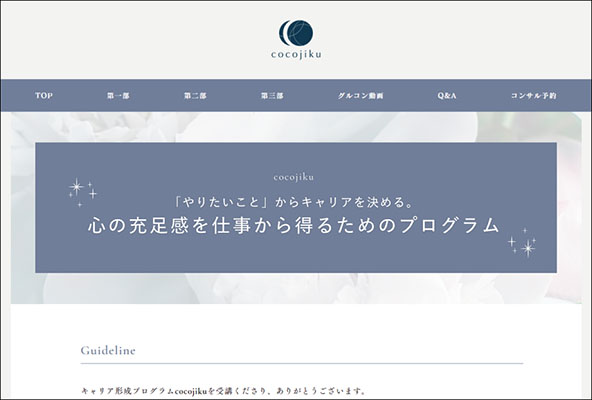 cocojiku
TOP 第一部 第二部 第三部 グルコン動画 Q&A コンサル予約
cocojiku
「やりたいこと」からキャリアを決める。
心の充足感を仕事から得るためのプログラム
Guideline
キャリア形成プログラムcocojikuを受講くださり、ありがとうございます。